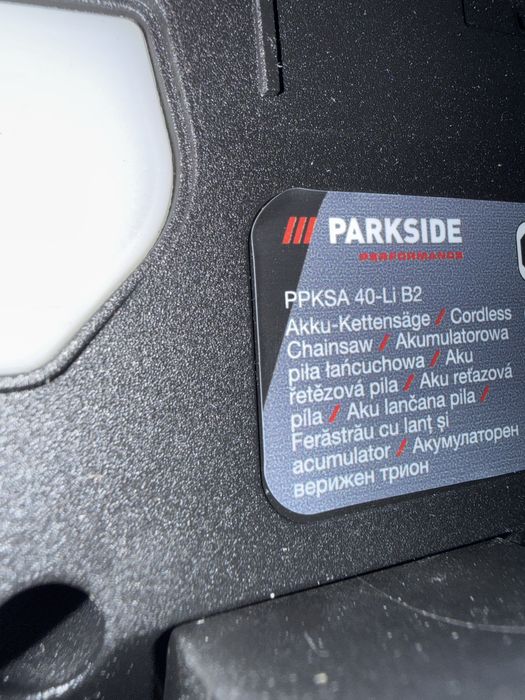 PARKSIDE
PERFORMANCE
PPKSA 40-Li B2
Akku-Kettensäge / Cordless
Chainsaw / Akumulatorowa
piła łańcuchowa / Aku
řetězová pila / Aku reťazová
píla / Aku lančana pila /
Ferăstrău cu lanț și
acumulator / Акумулаторен
верижен трион